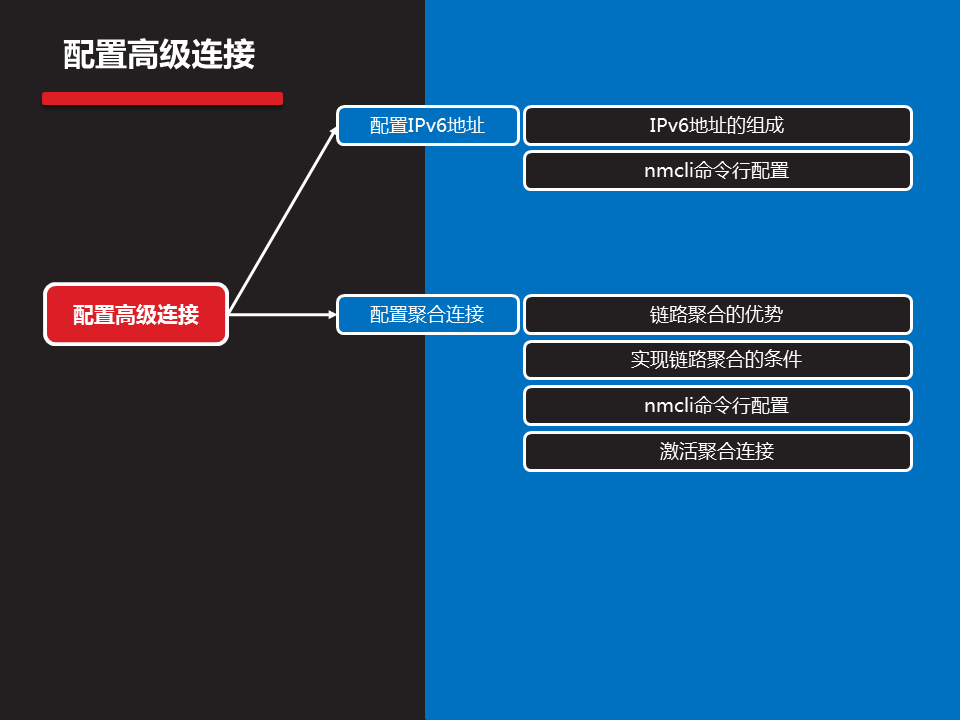 配置高级连接
配置IPv6地址
IPv6地址的组成
nmcli命令行配置
配置高级连接
配置聚合连接
链路聚合的优势
实现链路聚合的条件
nmcli命令行配置
激活聚合连接